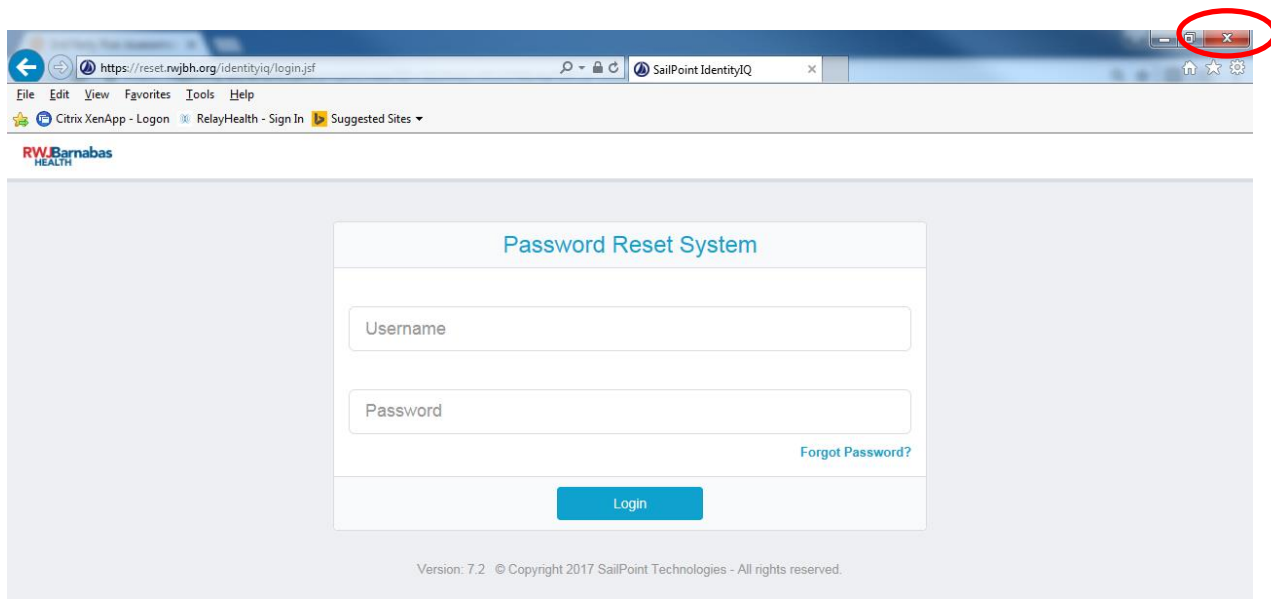 https://reset.rwjbh.org/identityiq/login.jsf SailPoint IdentityIQ
File Edit View Favorites Tools Help
Citrix XenApp - Logon RelayHealth - Sign In Suggested Sites
RWJBarnabas
HEALTH
Password Reset System
Username
Password
Forgot Password?
Login
Version: 7.2 © Copyright 2017 SailPoint Technologies - All rights reserved.